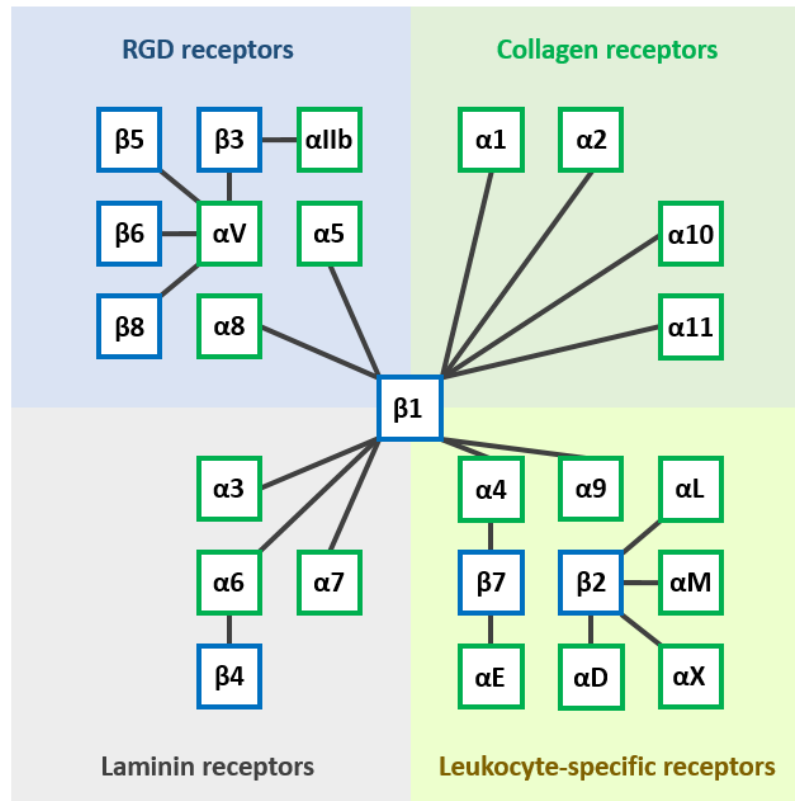 RGD receptors
Collagen receptors
β5 β3 αIIb α1 α2
β6 αV α5 α10
β8 α8 α11
β1
α3 α4 α9 αL
α6 α7 β7 β2 αM
β4 αE αD αX
Laminin receptors
Leukocyte-specific receptors